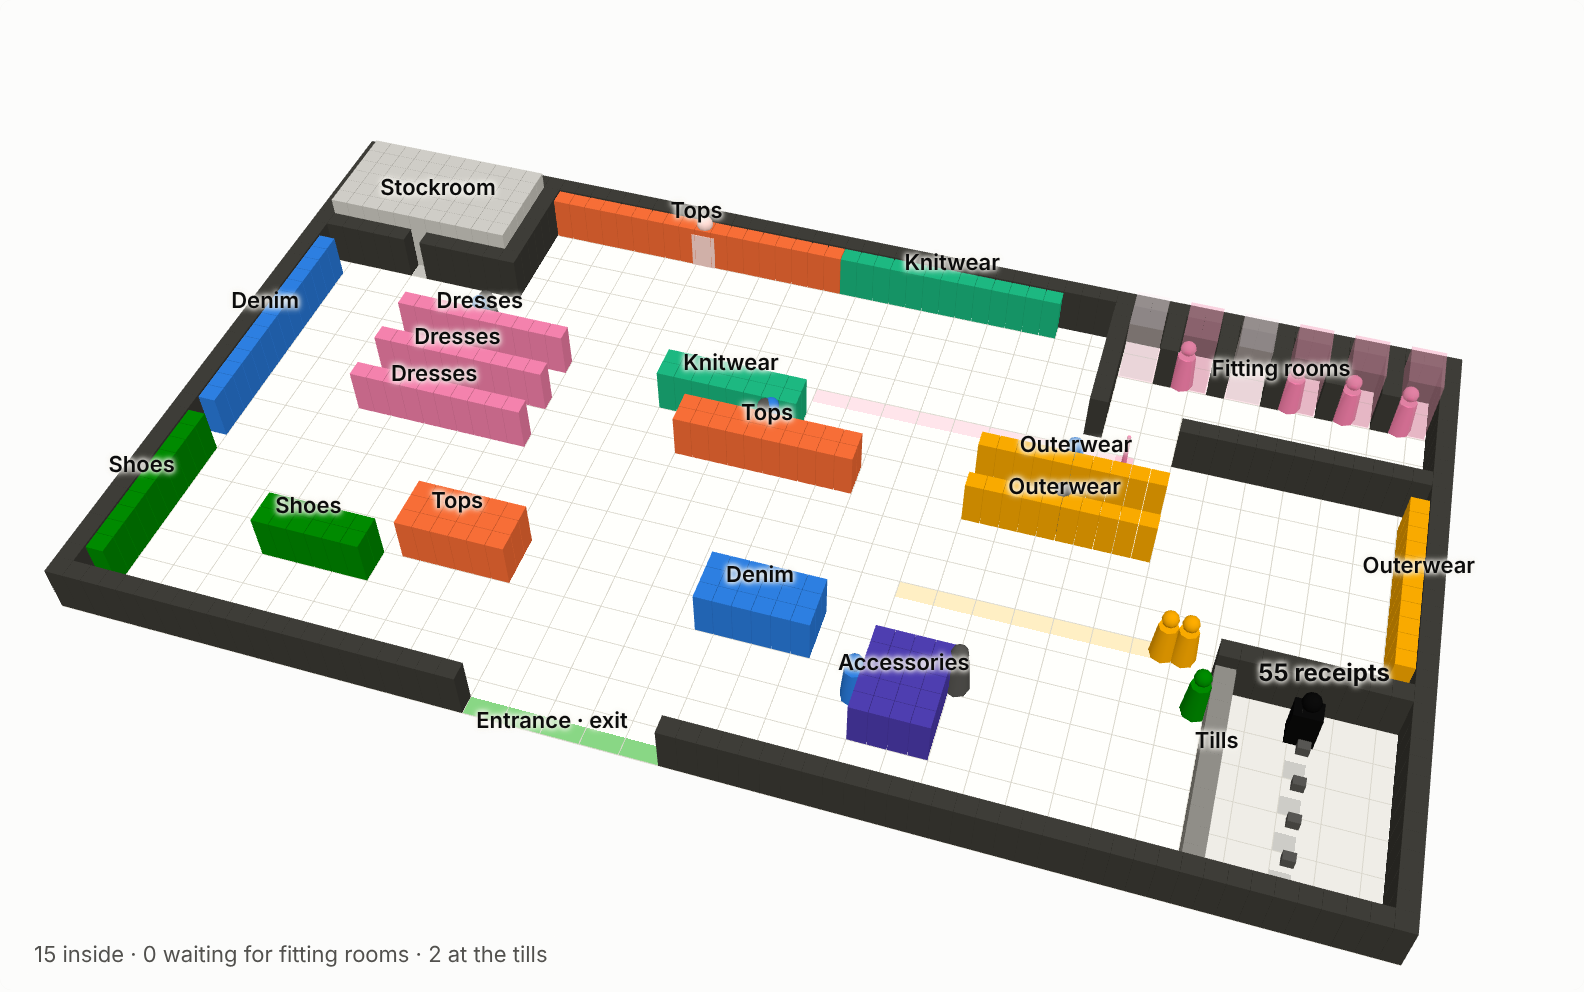 Stockroom
Tops
Knitwear
Denim
Dresses
Dresses
Dresses
Knitwear
Tops
Fitting rooms
Outerwear
Outerwear
Outerwear
Shoes
Shoes
Tops
Denim
Accessories
55 receipts
Entrance · exit
Tills
15 inside · 0 waiting for fitting rooms · 2 at the tills